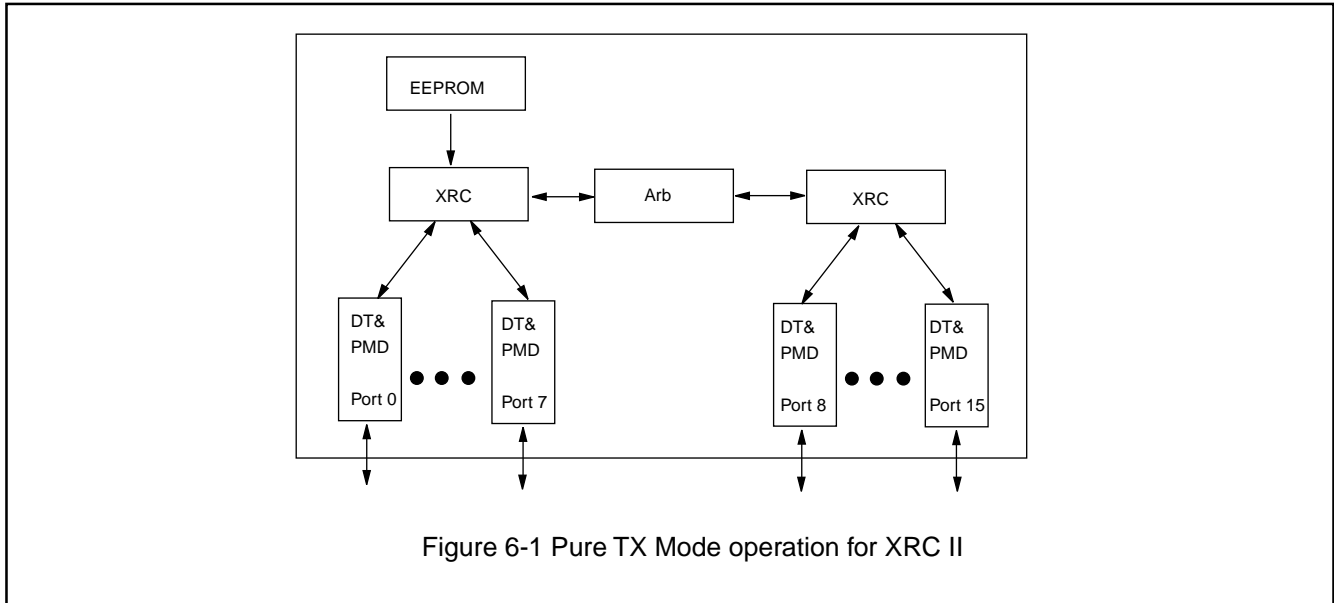 EEPROM
XRC
Arb
XRC
DT&
PMD
Port 0
DT&
PMD
Port 7
DT&
PMD
Port 8
DT&
PMD
Port 15
Figure 6-1 Pure TX Mode operation for XRC II